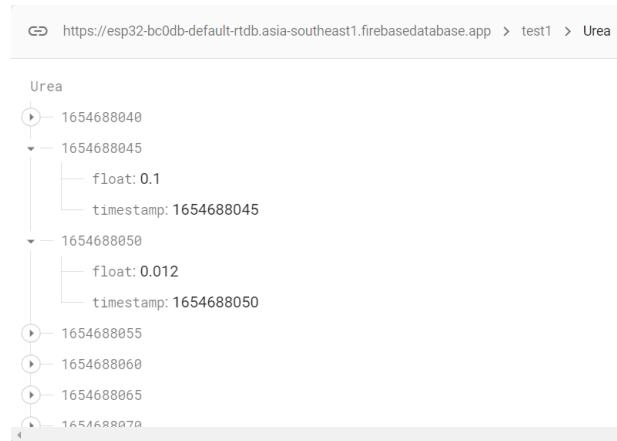 https://esp32-bc0db-default-rtdb.asia-southeast1.firebasedatabase.app > test1 > Urea
Urea
1654688040
1654688045
float: 0.1
timestamp: 1654688045
1654688050
float: 0.012
timestamp: 1654688050
1654688055
1654688060
1654688065
1654688070